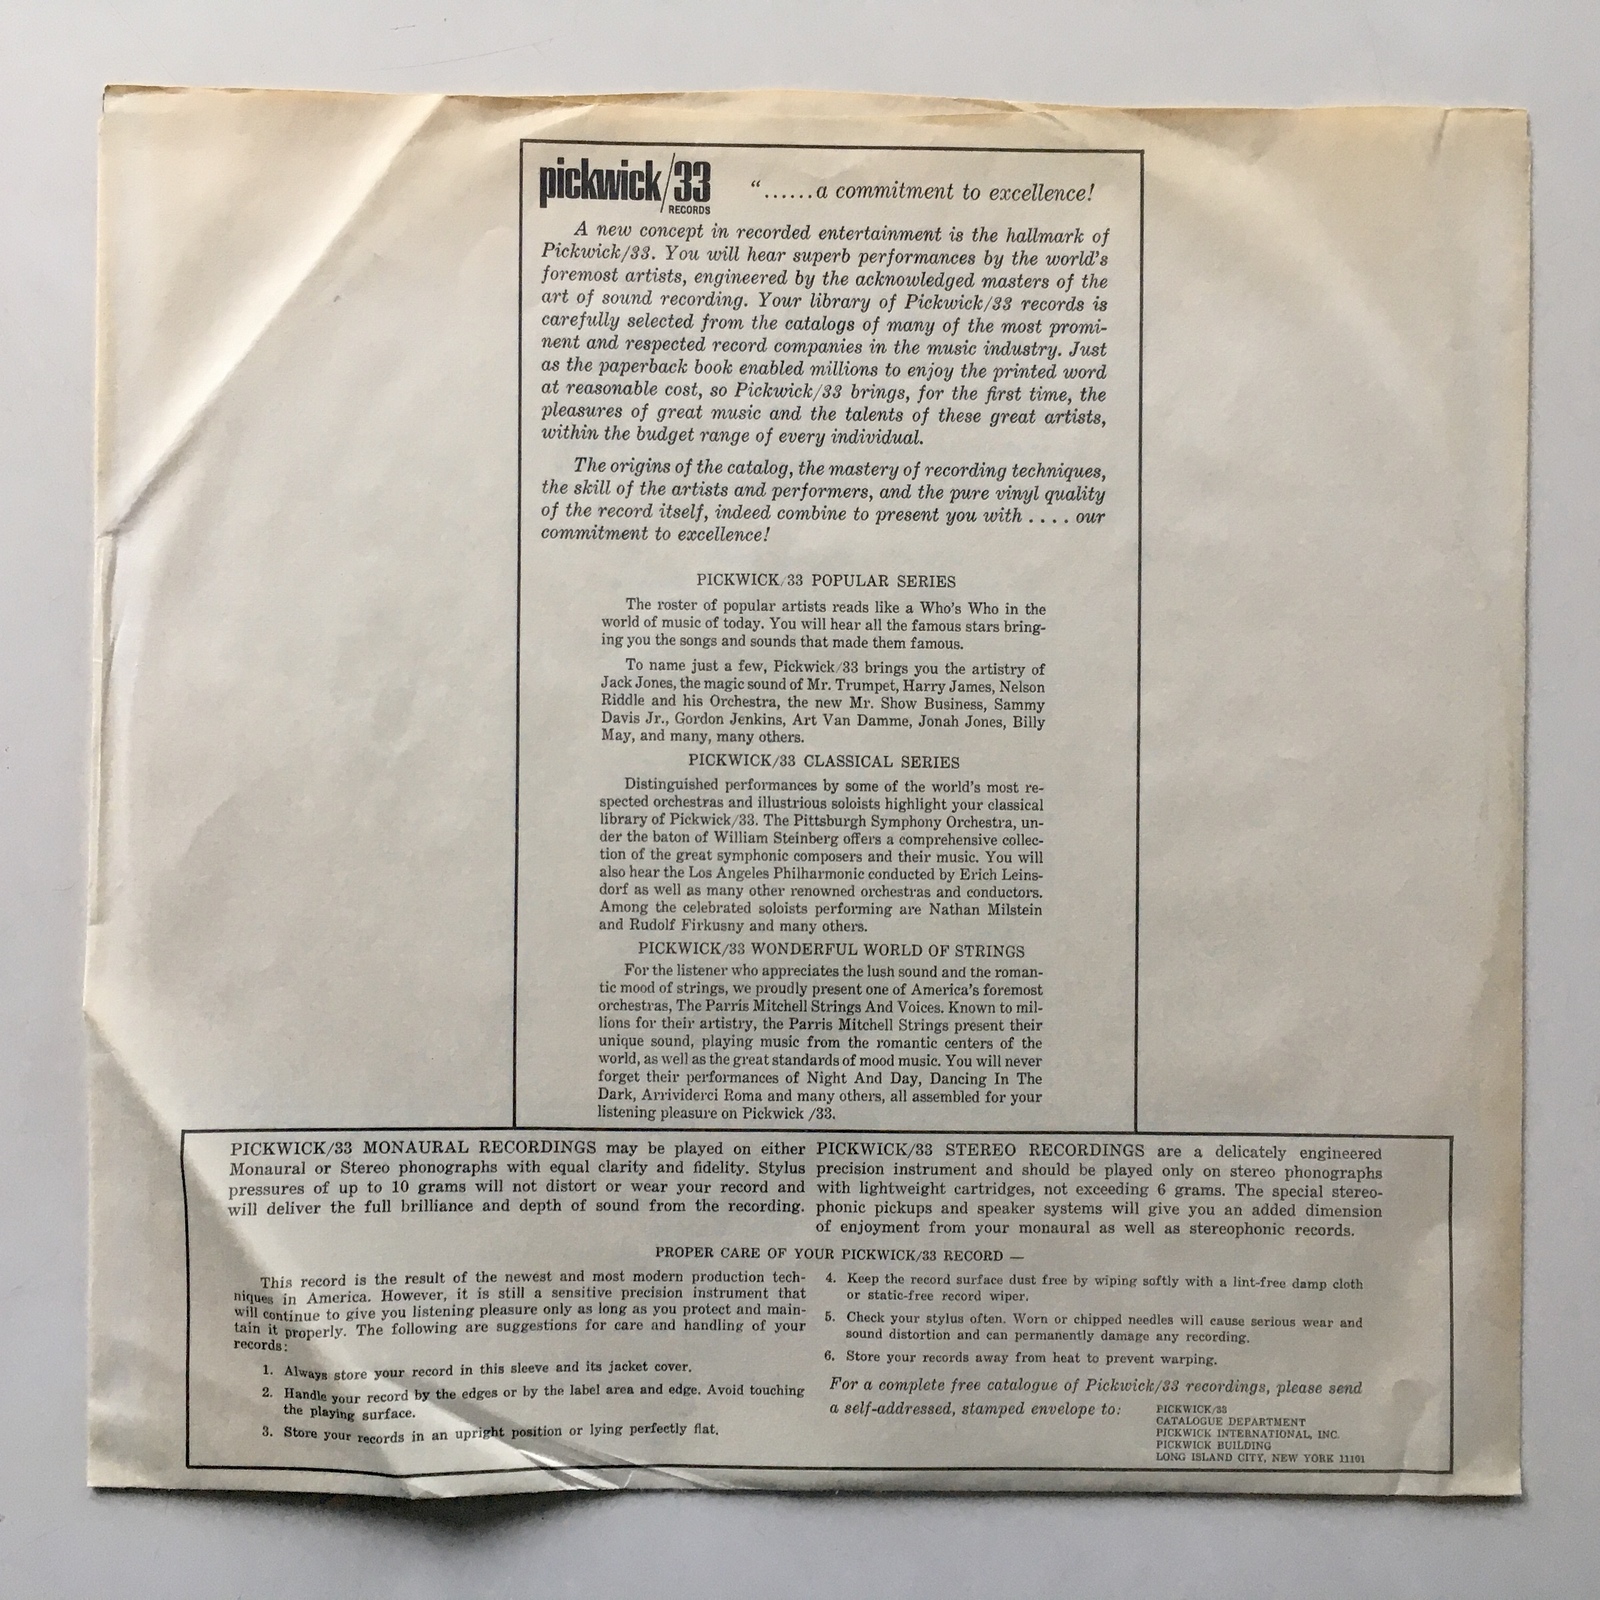 pickwick/33
RECORDS
"......a commitment to excellence!
A new concept in recorded entertainment is the hallmark of
Pickwick/33. You will hear superb performances by the world's
foremost artists, engineered by the acknowledged masters of the
art of sound recording. Your library of Pickwick/33 records is
carefully selected from the catalogs of many of the most promi-
nent and respected record companies in the music industry. Just
as the paperback book enabled millions to enjoy the printed word
at reasonable cost, so Pickwick/33 brings, for the first time, the
pleasures of great music and the talents of these great artists,
within the budget range of every individual.
The origins of the catalog, the mastery of recording techniques,
the skill of the artists and performers, and the pure vinyl quality
of the record itself, indeed combine to present you with .... our
commitment to excellence!
PICKWICK/33 POPULAR SERIES
The roster of popular artists reads like a Who's Who in the
world of music of today. You will hear all the famous stars bring-
ing you the songs and sounds that made them famous.
To name just a few, Pickwick/33 brings you the artistry of
Jack Jones, the magic sound of Mr. Trumpet, Harry James, Nelson
Riddle and his Orchestra, the new Mr. Show Business, Sammy
Davis Jr., Gordon Jenkins, Art Van Damme, Jonah Jones, Billy
May, and many, many others.
PICKWICK/33 CLASSICAL SERIES
Distinguished performances by some of the world's most re-
spected orchestras and illustrious soloists highlight your classical
library of Pickwick/33. The Pittsburgh Symphony Orchestra, un-
der the baton of William Steinberg offers a comprehensive collec-
tion of the great symphonic composers and their music. You will
also hear the Los Angeles Philharmonic conducted by Erich Leins-
dorf as well as many other renowned orchestras and conductors.
Among the celebrated soloists performing are Nathan Milstein
and Rudolf Firkusny and many others.
PICKWICK/33 WONDERFUL WORLD OF STRINGS
For the listener who appreciates the lush sound and the roman-
tic mood of strings, we proudly present one of America's foremost
orchestras, The Parris Mitchell Strings And Voices. Known to mil-
lions for their artistry, the Parris Mitchell Strings present their
unique sound, playing music from the romantic centers of the
world, as well as the great standards of mood music. You will never
forget their performances of Night And Day, Dancing In The
Dark, Arrividerci Roma and many others, all assembled for your
listening pleasure on Pickwick /33.
PICKWICK/33 MONAURAL RECORDINGS may be played on either
Monaural or Stereo phonographs with equal clarity and fidelity. Stylus
pressures of up to 10 grams will not distort or wear your record and
will deliver the full brilliance and depth of sound from the recording.
PICKWICK/33 STEREO RECORDINGS are a delicately engineered
precision instrument and should be played only on stereo phonographs
with lightweight cartridges, not exceeding 6 grams. The special stereo-
phonic pickups and speaker systems will give you an added dimension
of enjoyment from your monaural as well as stereophonic records.
PROPER CARE OF YOUR PICKWICK/33 RECORD —
This record is the result of the newest and most modern production tech-
niques in America. However, it is still a sensitive precision instrument that
will continue to give you listening pleasure only as long as you protect and main-
tain it properly. The following are suggestions for care and handling of your
records:
1. Always store your record in this sleeve and its jacket cover.
2. Handle your record by the edges or by the label area and edge. Avoid touching
the playing surface.
3. Store your records in an upright position or lying perfectly flat.
4. Keep the record surface dust free by wiping softly with a lint-free damp cloth
or static-free record wiper.
5. Check your stylus often. Worn or chipped needles will cause serious wear and
sound distortion and can permanently damage any recording.
6. Store your records away from heat to prevent warping.
For a complete free catalogue of Pickwick/33 recordings, please send
a self-addressed, stamped envelope to:
PICKWICK/33
CATALOGUE DEPARTMENT
PICKWICK INTERNATIONAL, INC.
PICKWICK BUILDING
LONG ISLAND CITY, NEW YORK 11101